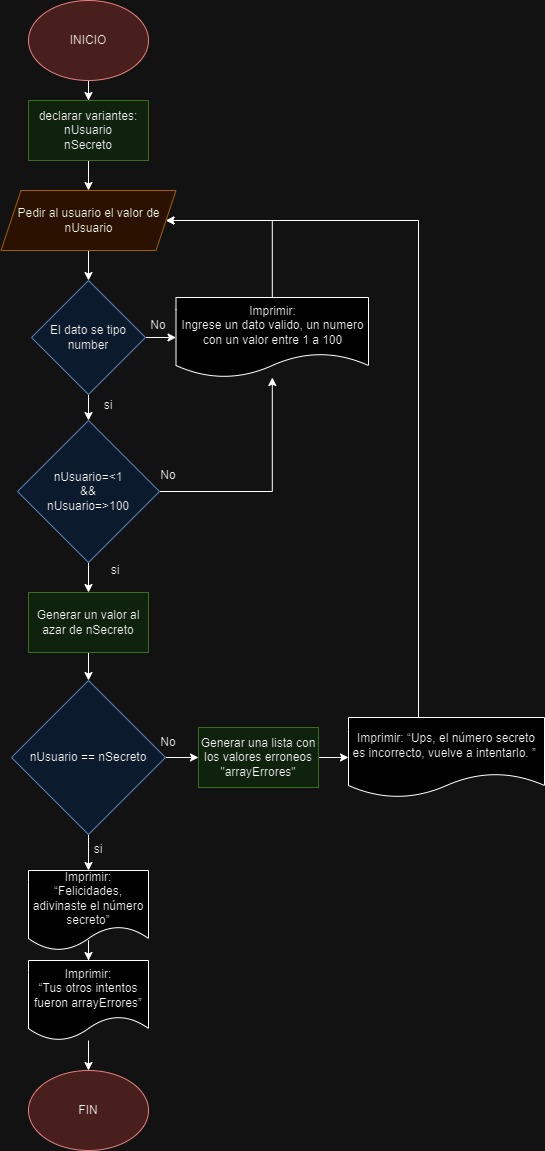 INICIO
declarar variantes:
nUsuario
nSecreto
Pedir al usuario el valor de
nUsuario
El dato se tipo
number
No
Imprimir:
Ingrese un dato valido, un numero
con un valor entre 1 a 100
si
nUsuario=<1
&&
nUsuario=>100
No
si
Generar un valor al
azar de nSecreto
nUsuario == nSecreto
No
Generar una lista con
los valores erroneos
"arrayErrores"
Imprimir: “Ups, el número secreto
es incorrecto, vuelve a intentarlo. ”
si
Imprimir:
“Felicidades,
adivinaste el número
secreto”
Imprimir:
“Tus otros intentos
fueron arrayErrores”
FIN